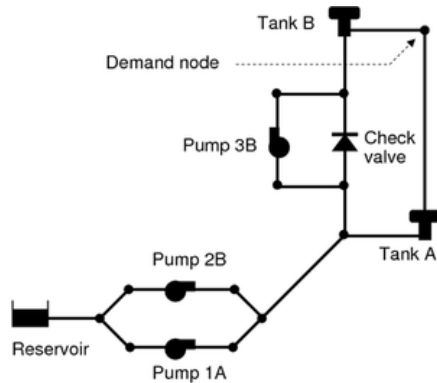 Tank B
Demand node
Pump 3B
Check
valve
Tank A
Pump 2B
Reservoir
Pump 1A